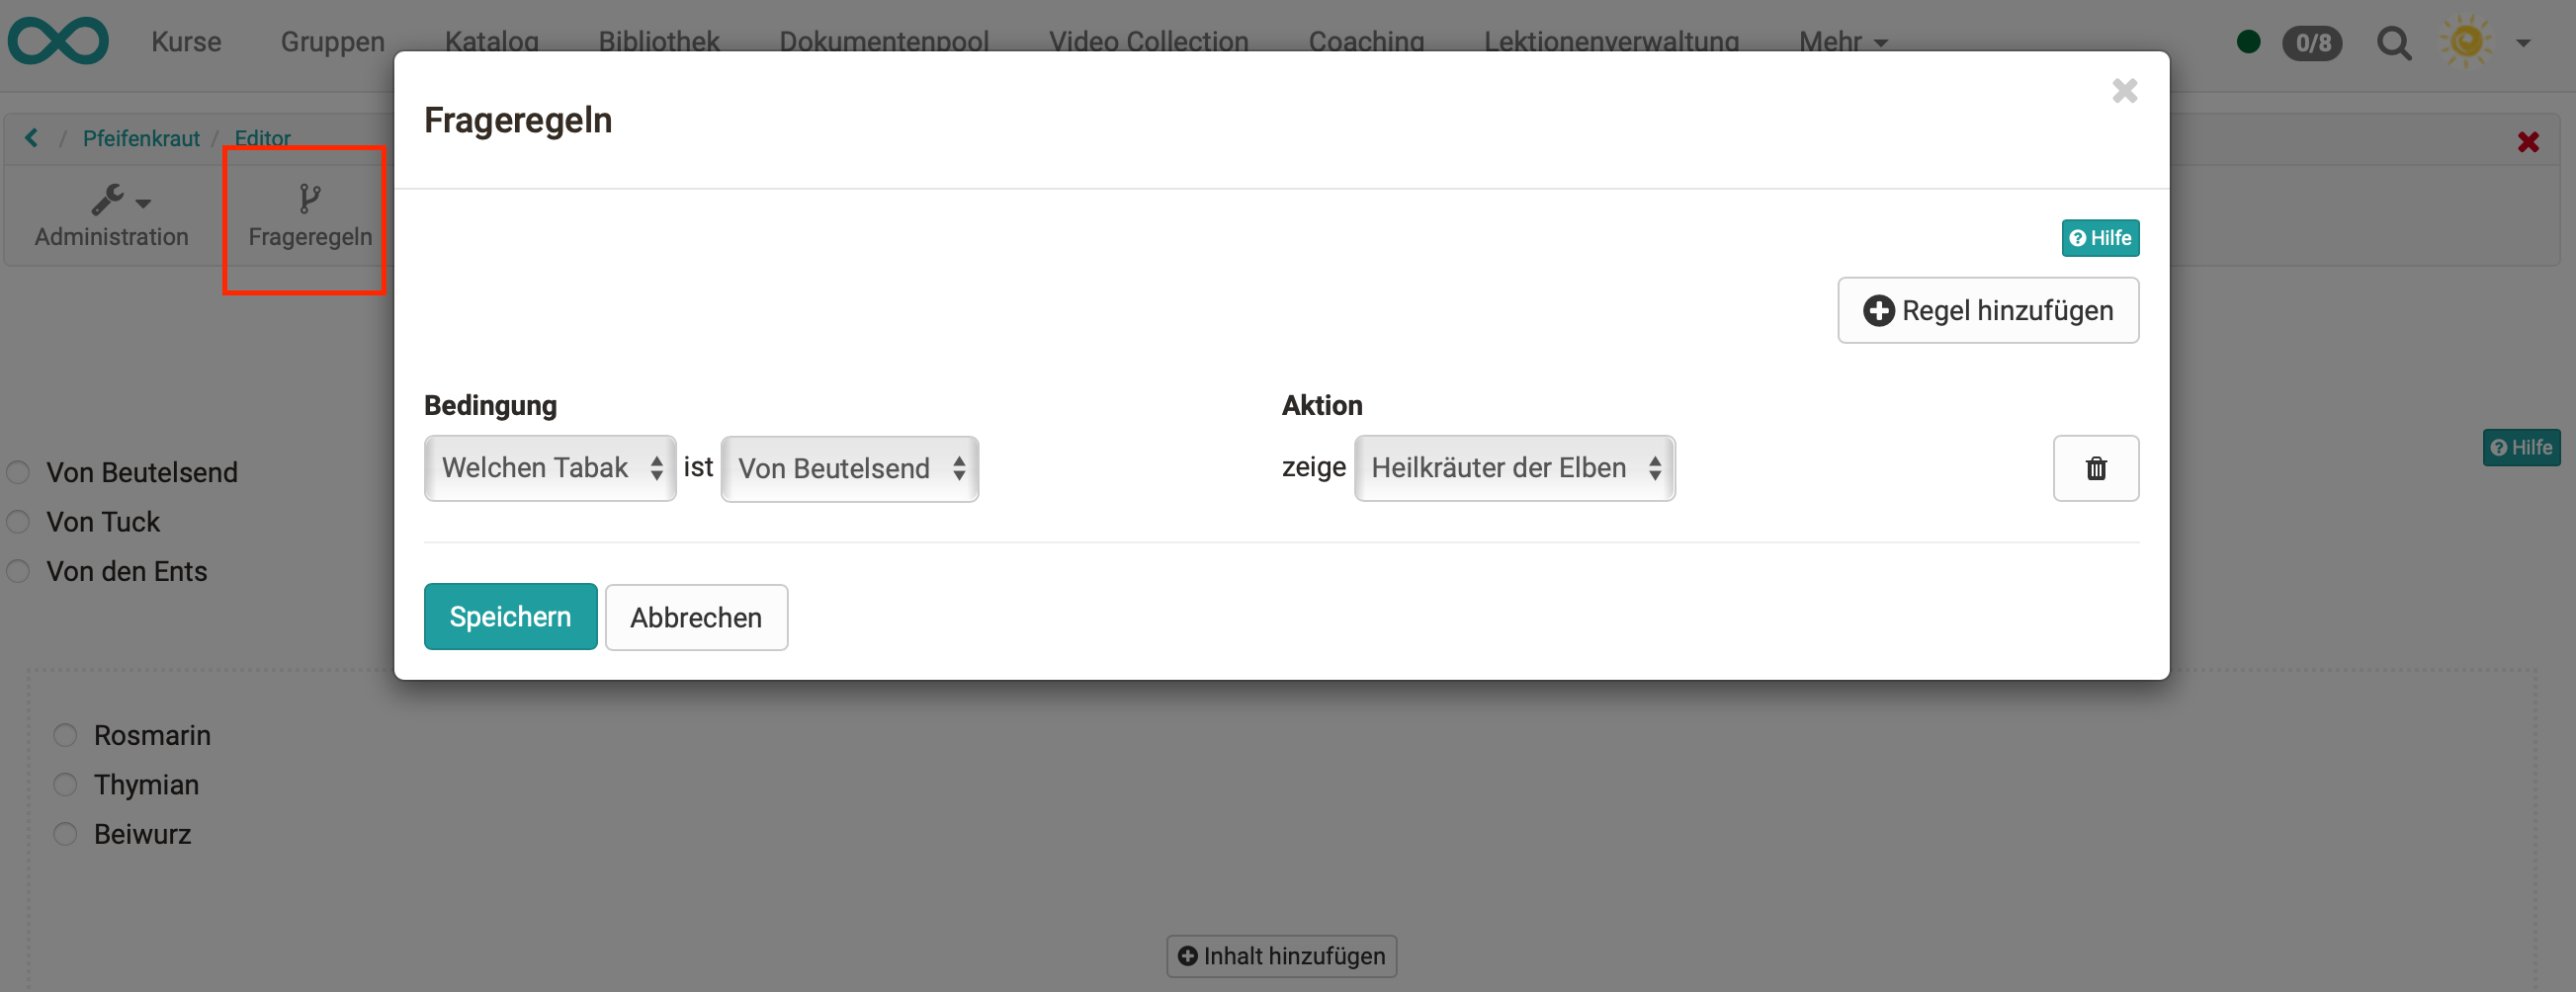 Kurse Gruppen Katalog Bibliothek Dokumentenpool Video Collection Coaching Lektionenverwaltung Mehr 0/8
/ Pfeifenkraut / Editor
Administration Frageregeln
Frageregeln
Hilfe
Regel hinzufügen
Bedingung Aktion
Welchen Tabak ist Von Beutelsend zeige Heilkräuter der Elben
Speichern Abbrechen
Hilfe
Von Beutelsend
Von Tuck
Von den Ents
Rosmarin
Thymian
Beiwurz
Inhalt hinzufügen